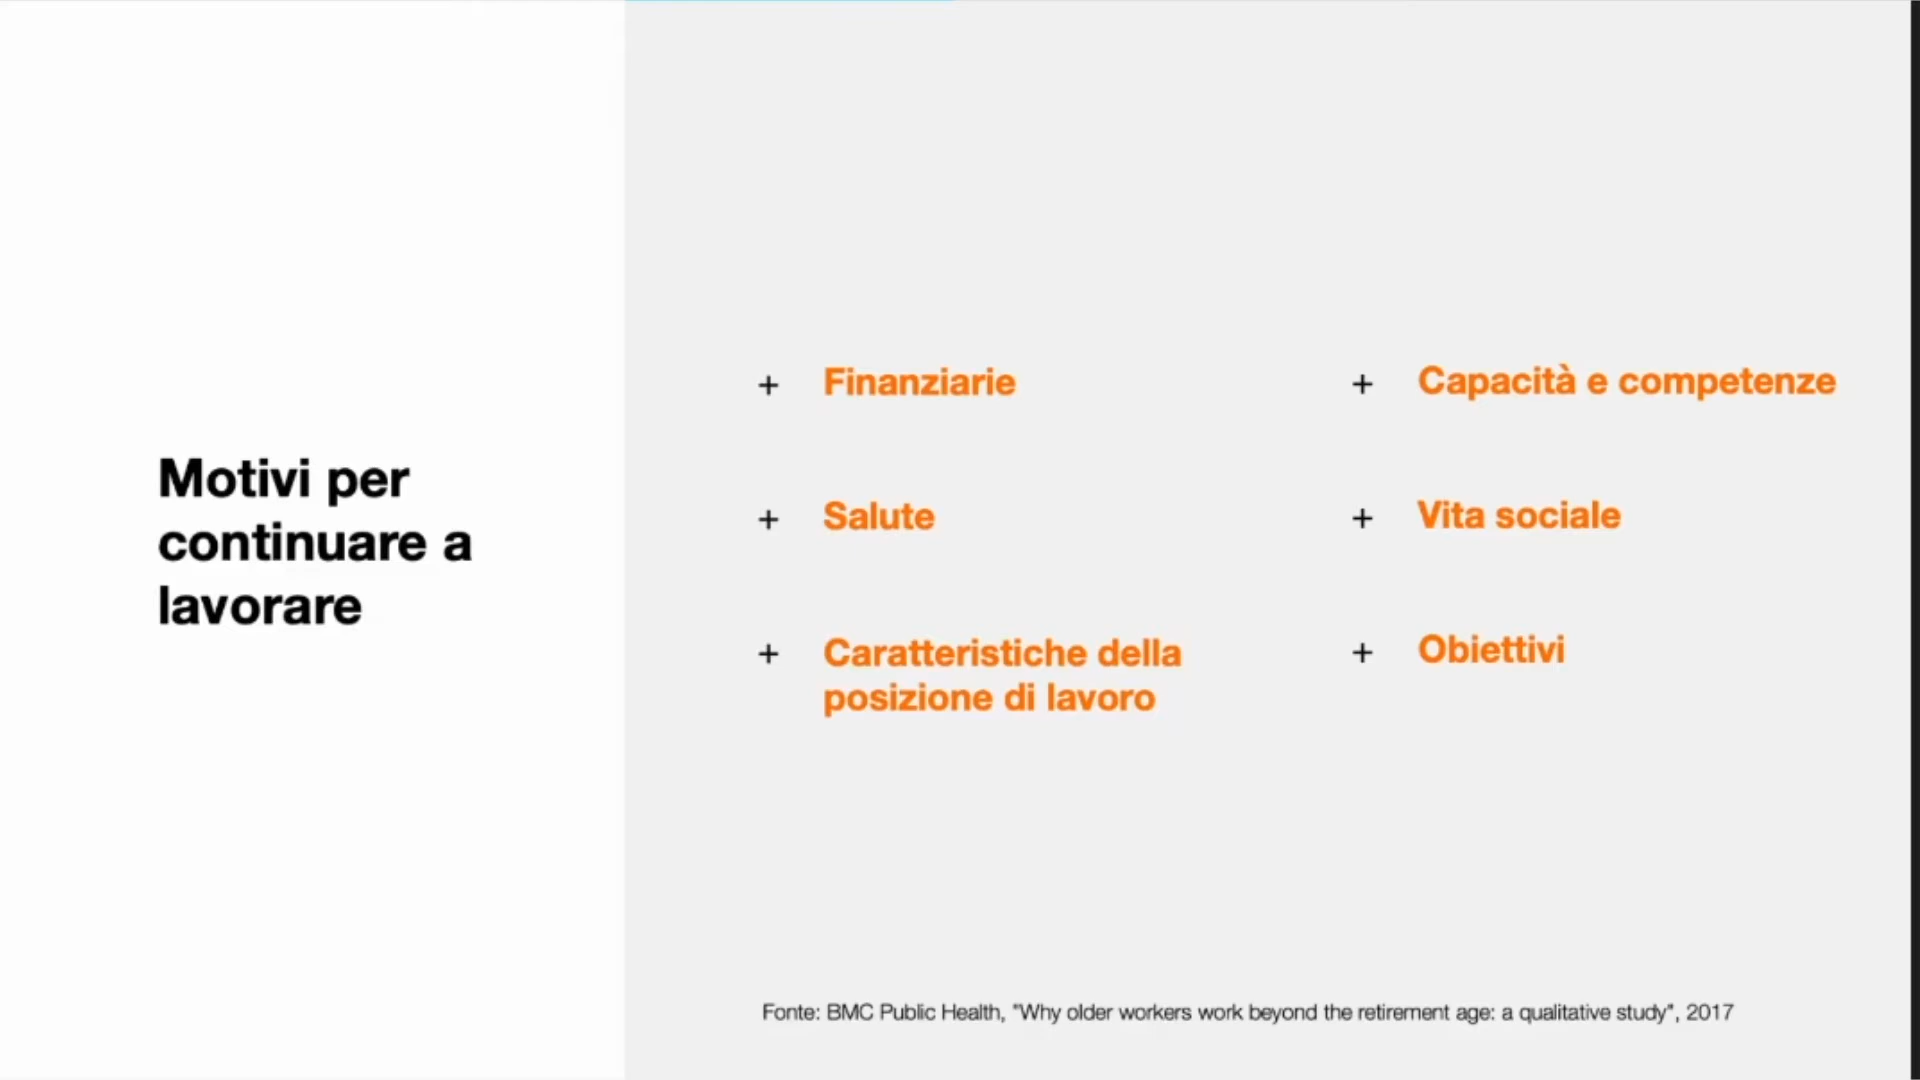 Motivi per
continuare a
lavorare
+ Finanziarie
+ Salute
+ Caratteristiche della
posizione di lavoro
+ Capacità e competenze
+ Vita sociale
+ Obiettivi
Fonte: BMC Public Health, "Why older workers work beyond the retirement age: a qualitative study", 2017